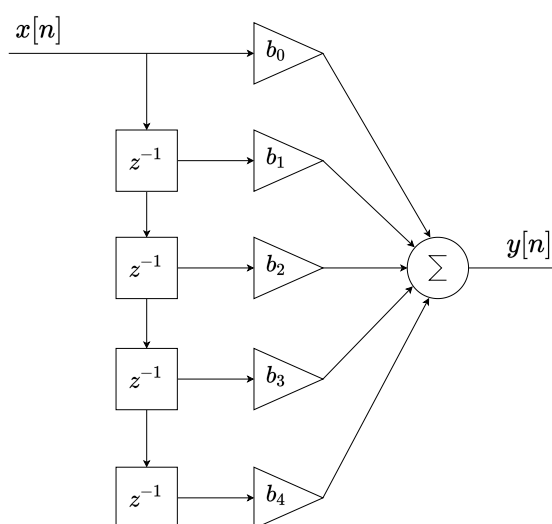 x[n]
b₀
z⁻¹
b₁
z⁻¹
b₂
∑
y[n]
z⁻¹
b₃
z⁻¹
b₄